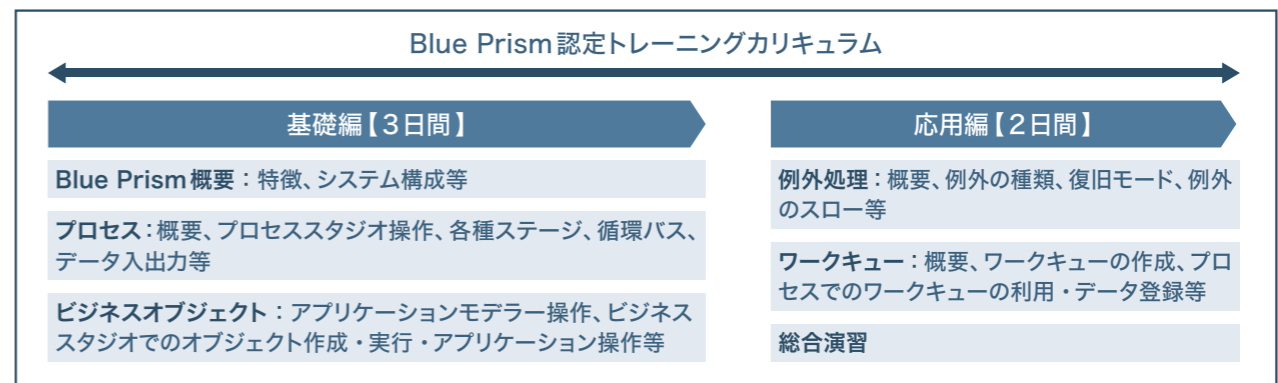 Blue Prism認定トレーニングカリキュラム
基礎編【3日間】
Blue Prism概要：特徴、システム構成等
プロセス：概要、プロセススタジオ操作、各種ステージ、循環バス、
データ入出力等
ビジネスオブジェクト：アプリケーションモデラー操作、ビジネス
スタジオでのオブジェクト作成・実行・アプリケーション操作等
応用編【2日間】
例外処理：概要、例外の種類、復旧モード、例外
のスロー等
ワークキュー：概要、ワークキューの作成、プロ
セスでのワークキューの利用・データ登録等
総合演習